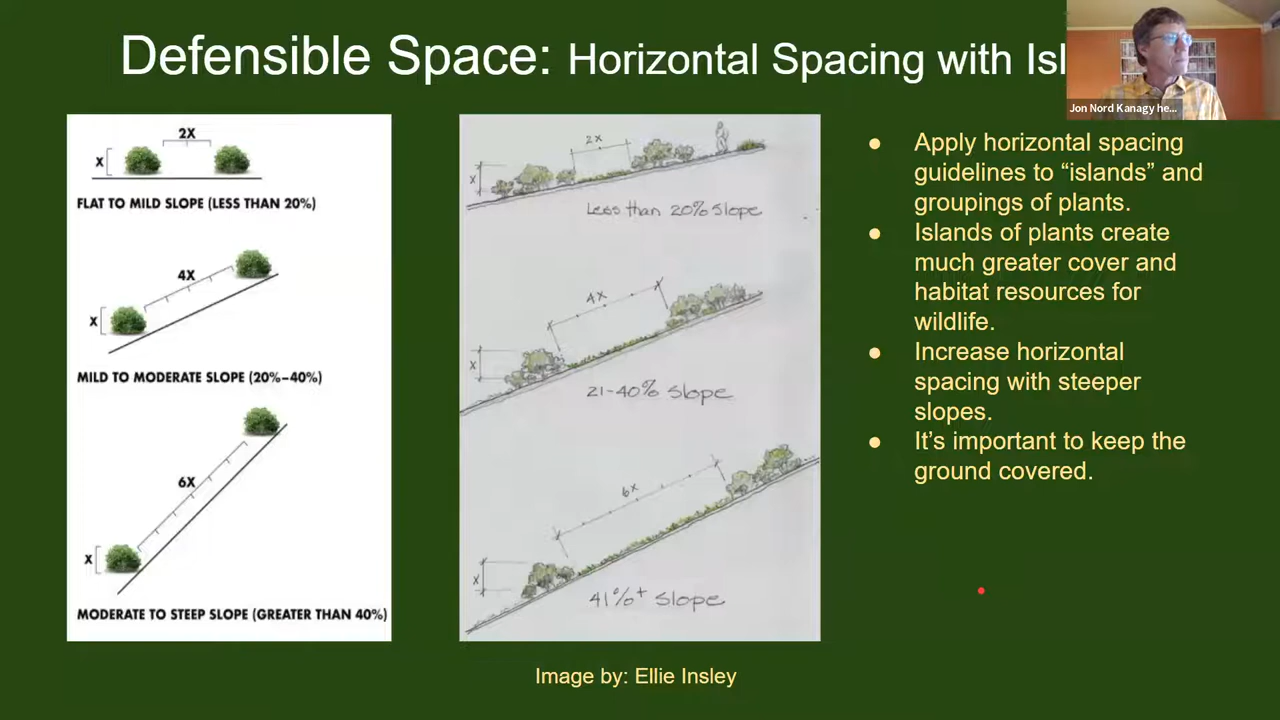 Defensible Space: Horizontal Spacing with Isl
Jon Nord Kanagy he...
2X
X
FLAT TO MILD SLOPE (LESS THAN 20%)
4X
X
MILD TO MODERATE SLOPE (20%–40%)
6X
X
MODERATE TO STEEP SLOPE (GREATER THAN 40%)
2x
X
Less than 20% Slope
4x
X
21-40% Slope
6x
X
41%+ Slope
● Apply horizontal spacing
guidelines to “islands” and
groupings of plants.
● Islands of plants create
much greater cover and
habitat resources for
wildlife.
● Increase horizontal
spacing with steeper
slopes.
● It’s important to keep the
ground covered.
Image by: Ellie Insley